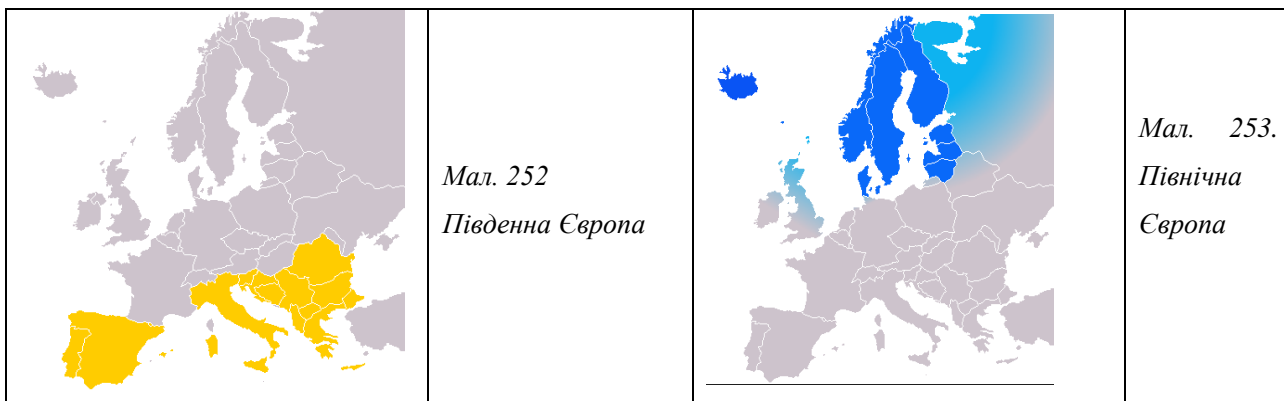 Мал. 252
Південна Європа
Мал. 253.
Північна
Європа